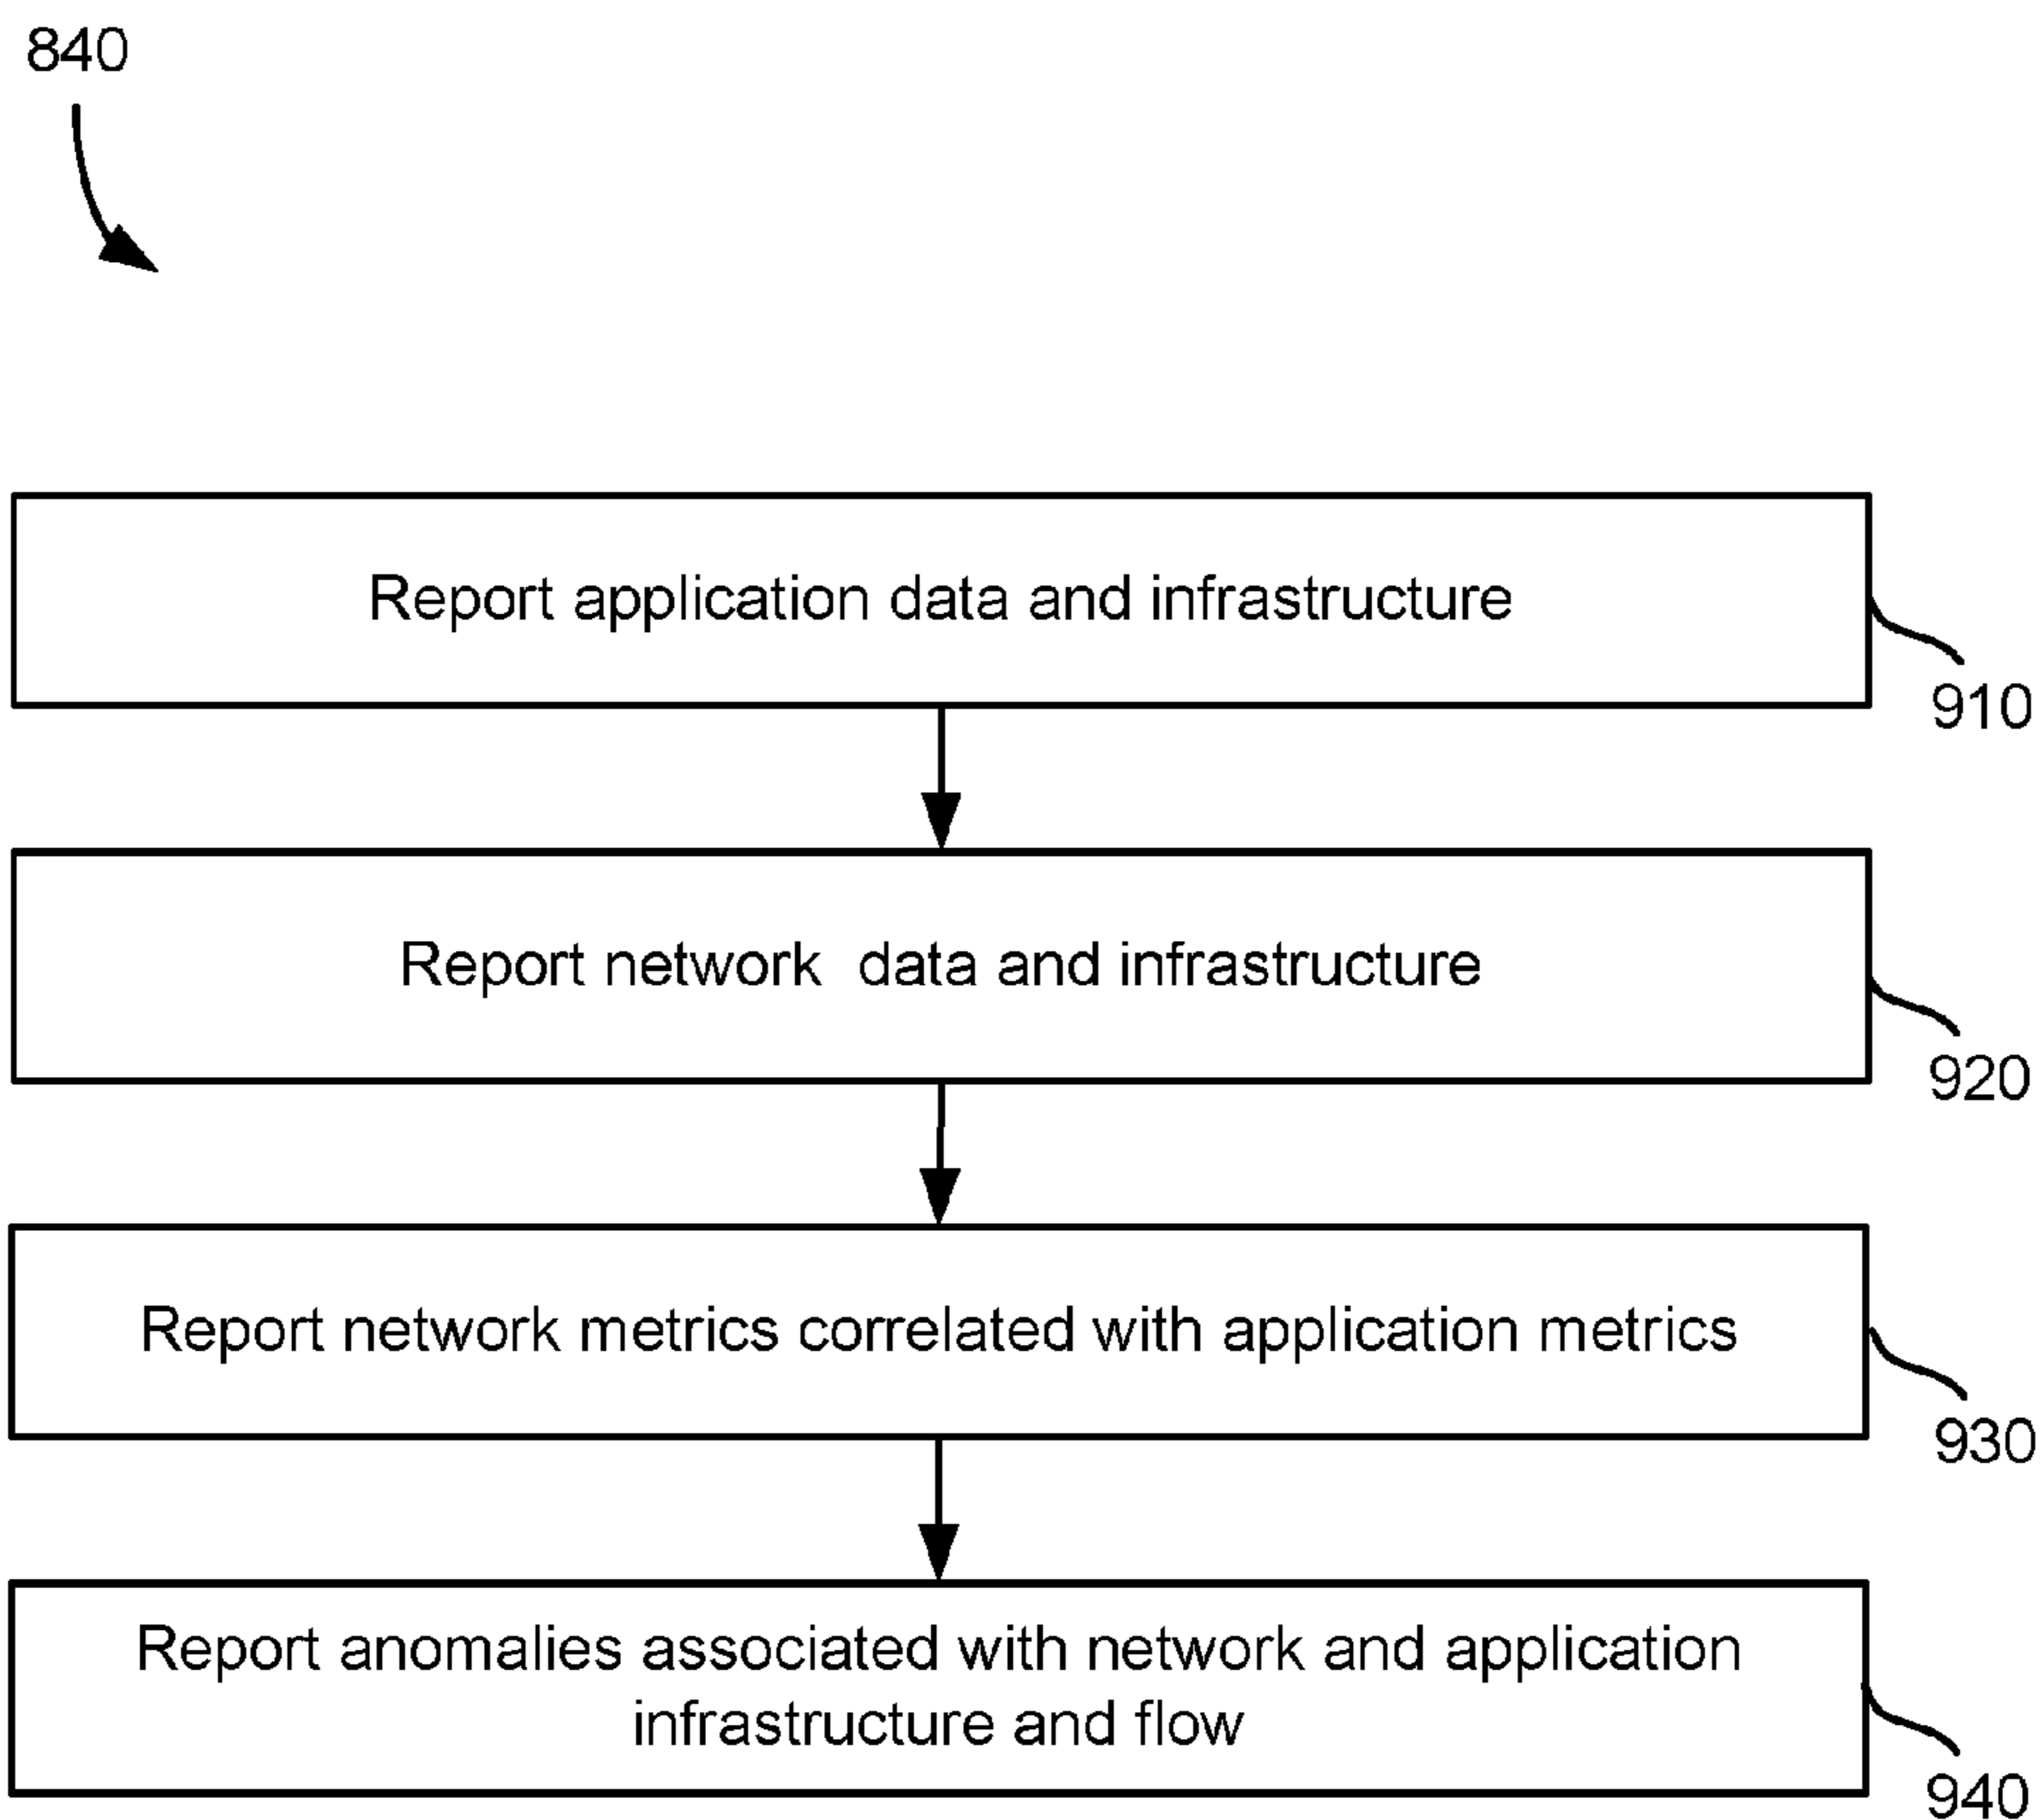 840
Report application data and infrastructure
910
Report network data and infrastructure
920
Report network metrics correlated with application metrics
930
Report anomalies associated with network and application
infrastructure and flow
940